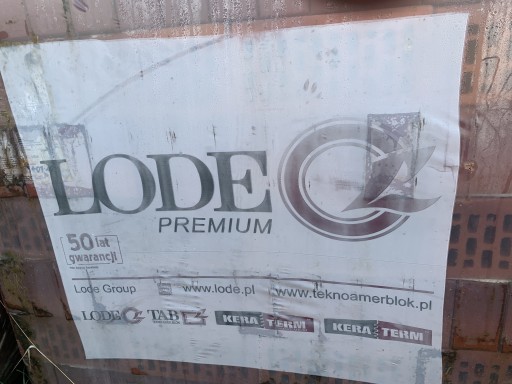 LODE
PREMIUM
50 lat
gwarancji
Lode Group www.lode.pl www.teknoamerblok.pl
LODE TAB KERA TERM KERA TERM